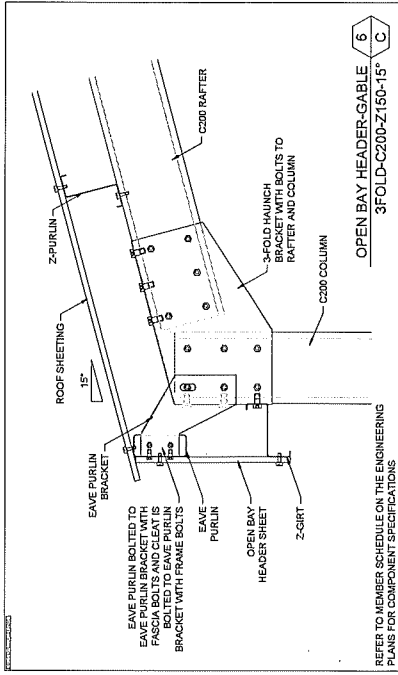 ROOF SHEETING
Z-PURLIN
15°
EAVE PURLIN
BRACKET
EAVE PURLIN BOLTED TO
EAVE PURLIN BRACKET WITH
FASCIA BOLTS AND CLEAT IS
BOLTED TO EAVE PURLIN
BRACKET WITH FRAME BOLTS
EAVE
PURLIN
OPEN BAY
HEADER SHEET
Z-GIRT
C200 RAFTER
3-FOLD HAUNCH
BRACKET WITH BOLTS TO
RAFTER AND COLUMN
C200 COLUMN
REFER TO MEMBER SCHEDULE ON THE ENGINEERING
PLANS FOR COMPONENT SPECIFICATIONS
OPEN BAY HEADER-GABLE
3FOLD-C200-Z150-15°
6
C